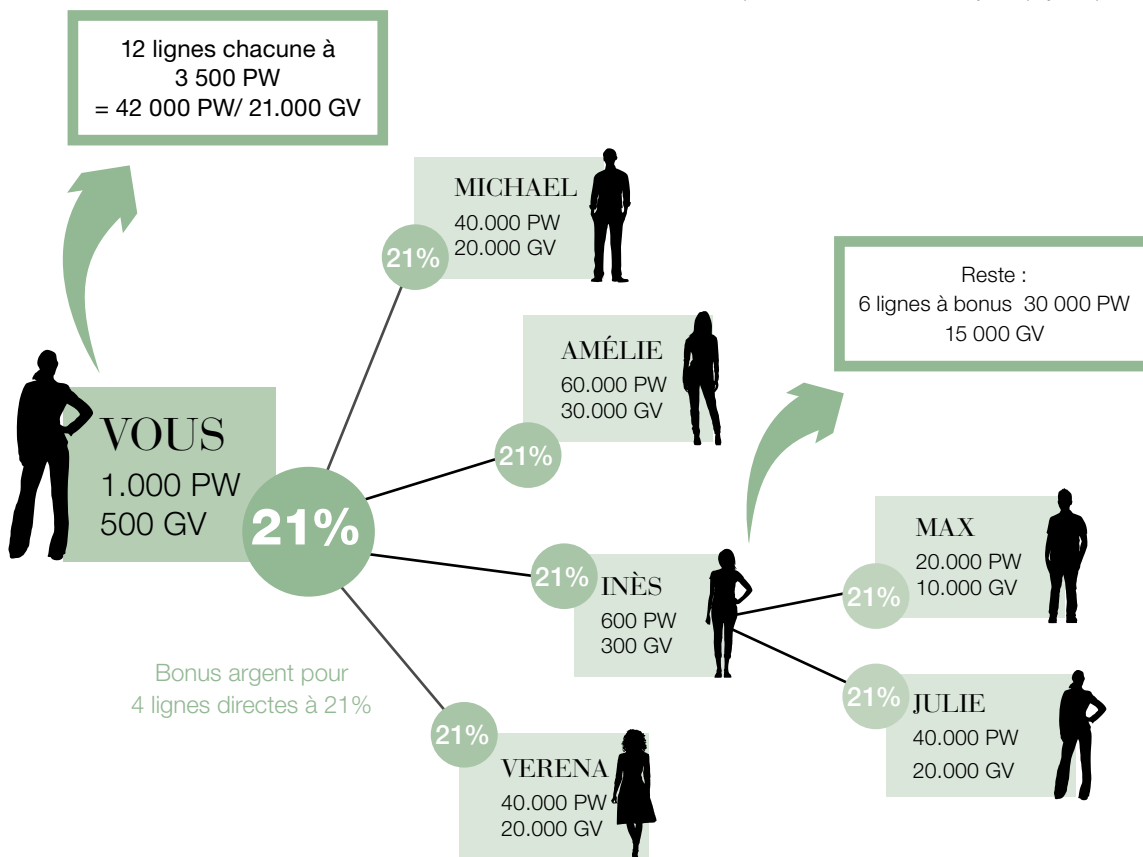 12 lignes chacune à
3 500 PW
= 42 000 PW/ 21.000 GV
MICHAEL
40.000 PW
20.000 GV
21%
Reste :
6 lignes à bonus 30 000 PW
15 000 GV
AMÉLIE
60.000 PW
30.000 GV
21%
VOUS
1.000 PW
500 GV
21%
INÈS
600 PW
300 GV
21%
MAX
20.000 PW
10.000 GV
21%
Bonus argent pour
4 lignes directes à 21%
JULIE
40.000 PW
20.000 GV
21%
VERENA
40.000 PW
20.000 GV
21%